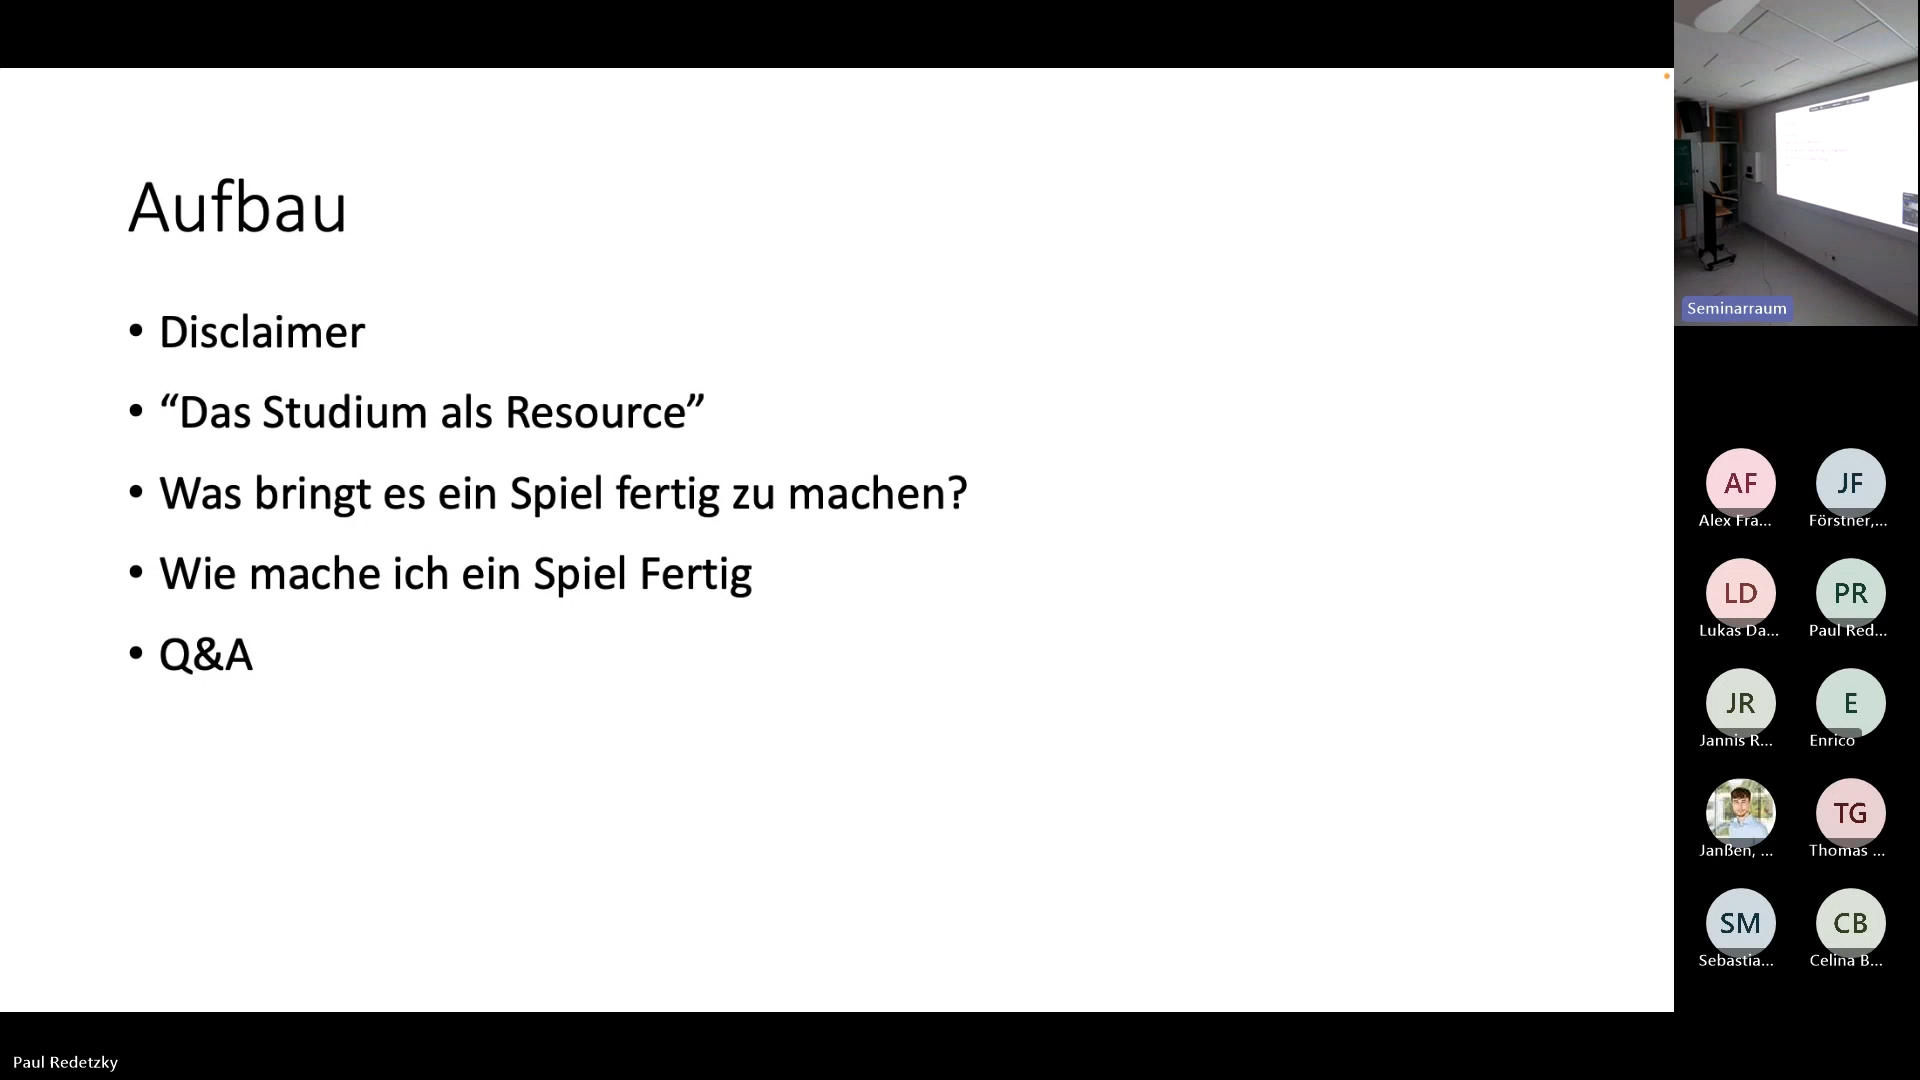 Aufbau
• Disclaimer
• “Das Studium als Resource”
• Was bringt es ein Spiel fertig zu machen?
• Wie mache ich ein Spiel Fertig
• Q&A
Seminarraum
AF
Alex Fra...
JF
Förstner,...
LD
Lukas Da...
PR
Paul Red...
JR
Jannis R...
E
Enrico
Janßen, ...
TG
Thomas ...
SM
Sebastia...
CB
Celina B...
Paul Redetzky